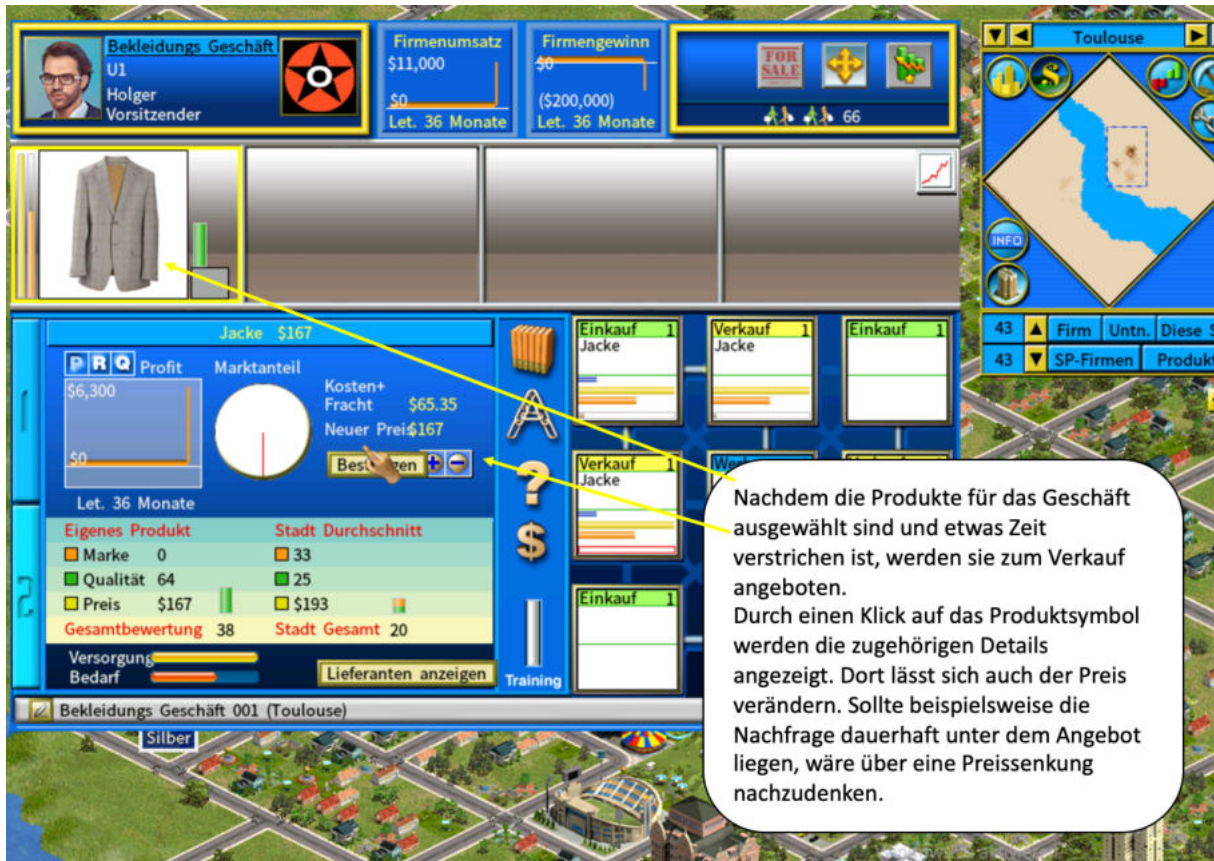 Bekleidungs Geschäft
U1
Holger
Vorsitzender
Firmenumsatz
$11,000
$0
Let. 36 Monate
Firmengewinn
$0
($200,000)
Let. 36 Monate
FOR SALE
66
Toulouse
INFO
43 Firm Untn. Diese S
43 SP-Firmen Produkt
Jacke $167
P R Q Profit
$6,300
$0
Let. 36 Monate
Marktanteil
Kosten+
Fracht $65.35
Neuer Preis $167
Eigenes Produkt Stadt Durchschnitt
Marke 0 33
Qualität 64 25
Preis $167 $193
Gesamtbewertung 38 Stadt Gesamt 20
Versorgung
Bedarf
Lieferanten anzeigen
1
2
A
?
$
Training
Einkauf 1
Jacke
Verkauf 1
Jacke
Einkauf 1
Verkauf 1
Jacke
Einkauf 1
Nachdem die Produkte für das Geschäft
ausgewählt sind und etwas Zeit
verstrichen ist, werden sie zum Verkauf
angeboten.
Durch einen Klick auf das Produktsymbol
werden die zugehörigen Details
angezeigt. Dort lässt sich auch der Preis
verändern. Sollte beispielsweise die
Nachfrage dauerhaft unter dem Angebot
liegen, wäre über eine Preissenkung
nachzudenken.
Bekleidungs Geschäft 001 (Toulouse)
Silber